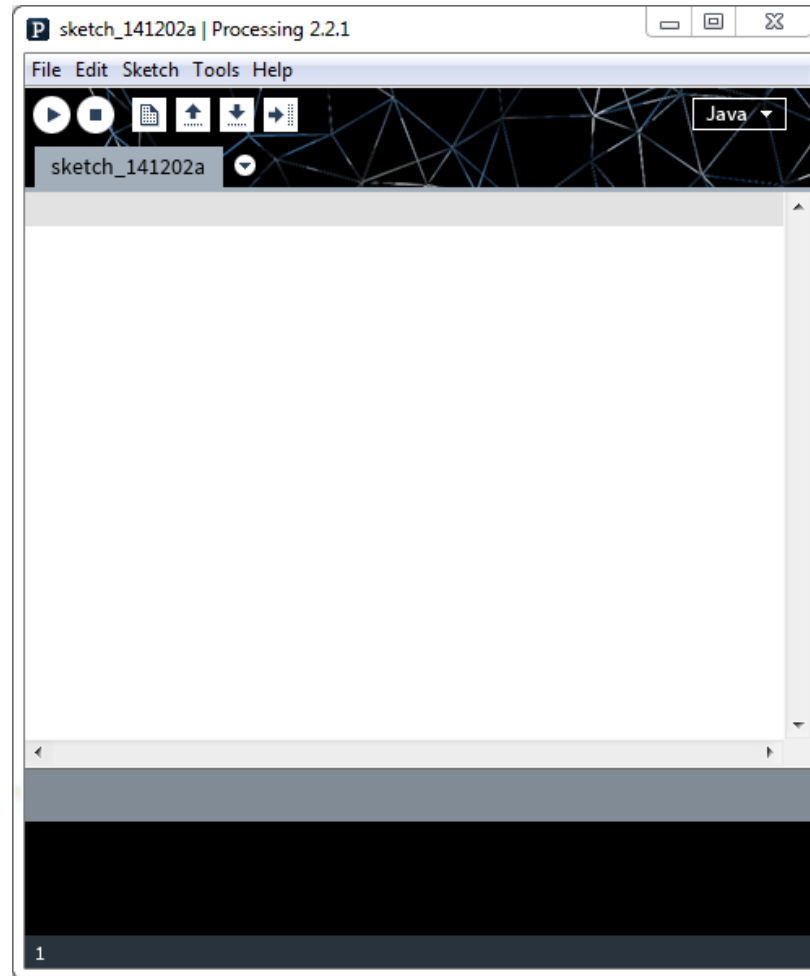 P sketch_141202a | Processing 2.2.1
File Edit Sketch Tools Help
Java
sketch_141202a
1